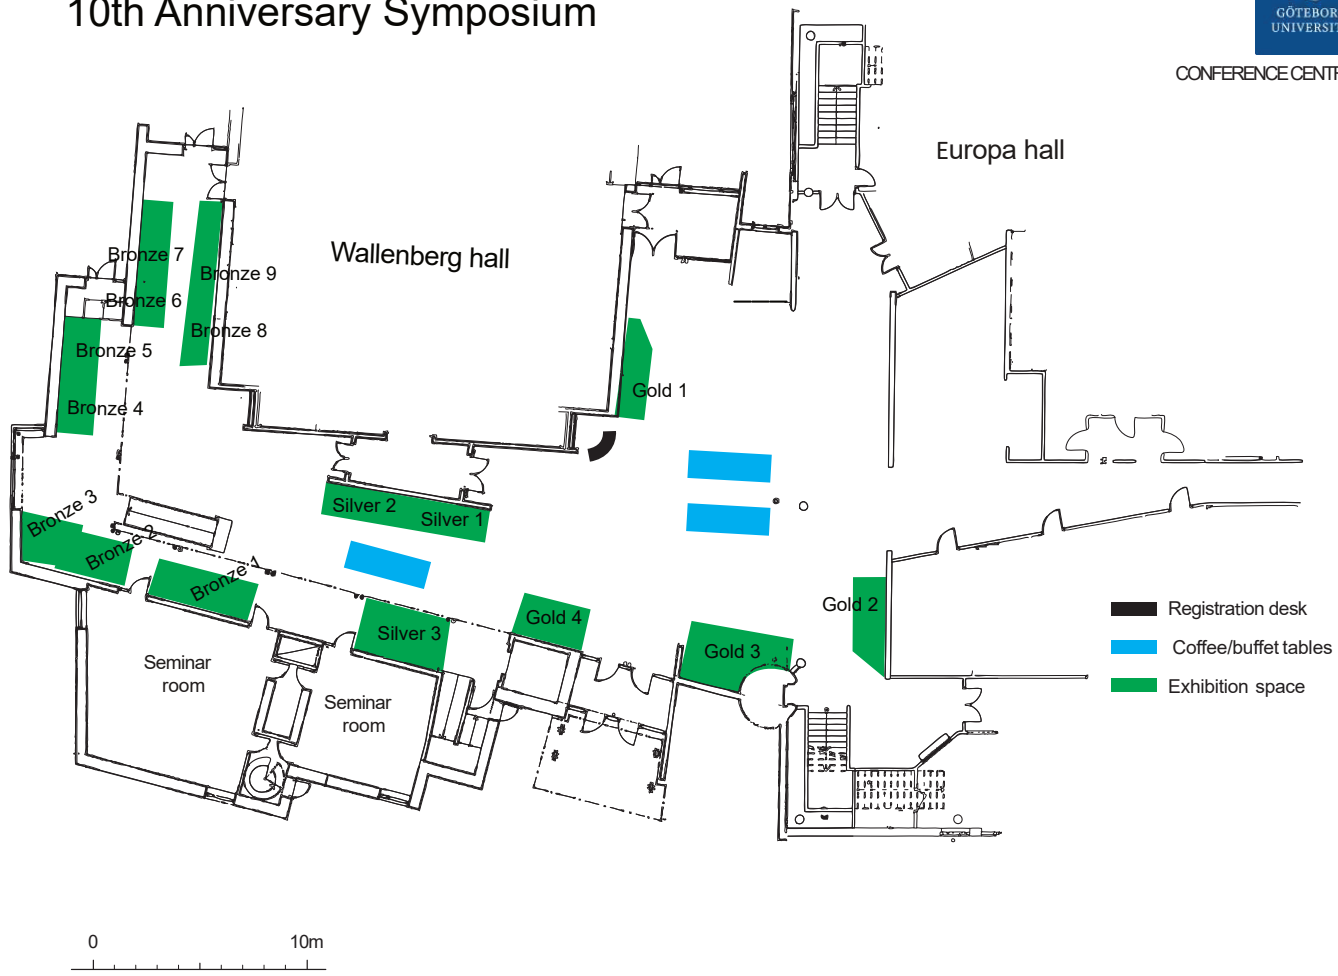 10th Anniversary Symposium
GÖTEBOR
UNIVERSIT
CONFERENCE CENTR
Europa hall
Wallenberg hall
Bronze 7
Bronze 9
Bronze 6
Bronze 8
Bronze 5
Bronze 4
Gold 1
Bronze 3
Bronze 2
Bronze 1
Silver 2
Silver 1
Silver 3
Gold 4
Gold 3
Gold 2
Registration desk
Coffee/buffet tables
Exhibition space
Seminar
room
Seminar
room
0
10m